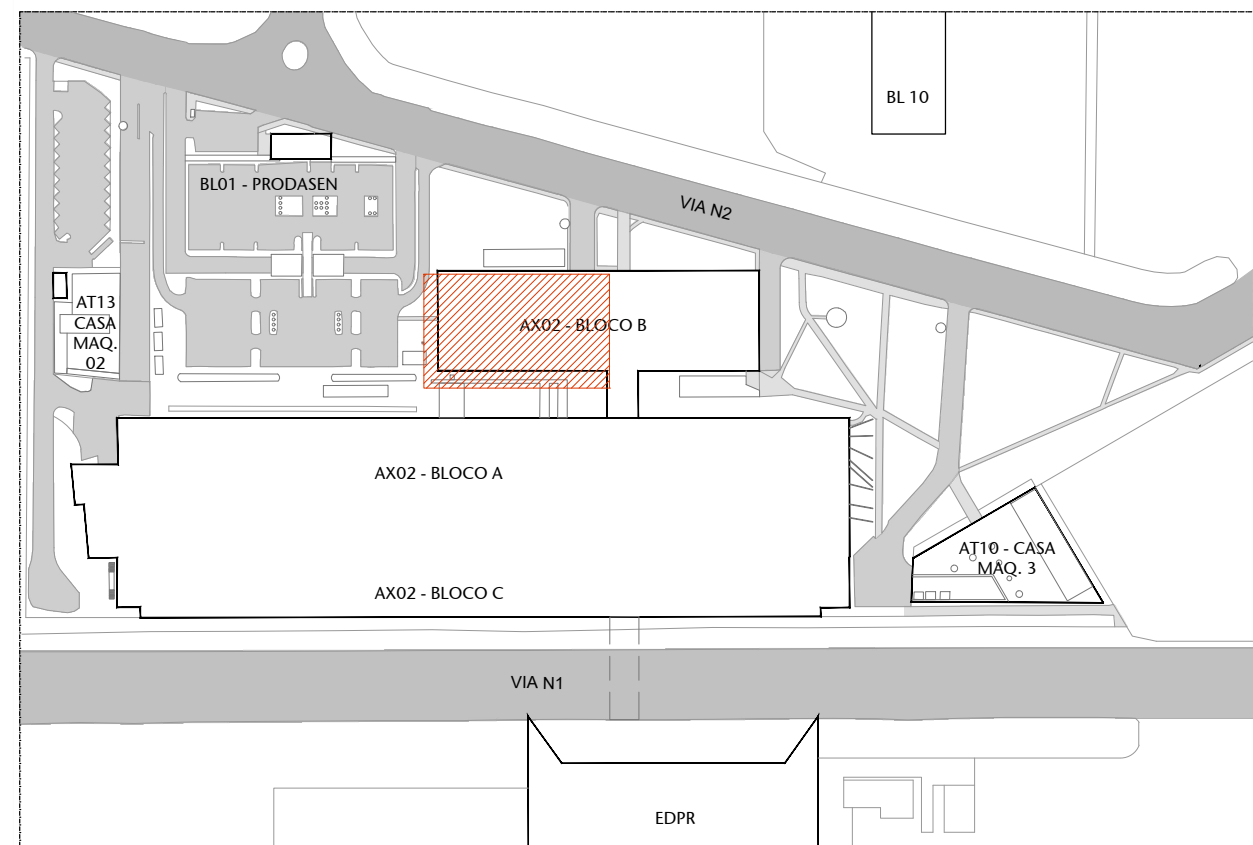 BL 10
BL01 - PRODASEN
VIA N2
AT13
CASA
MAQ.
02
AX02 - BLOCO B
AX02 - BLOCO A
AT10 - CASA
MAQ. 3
AX02 - BLOCO C
VIA N1
EDPR